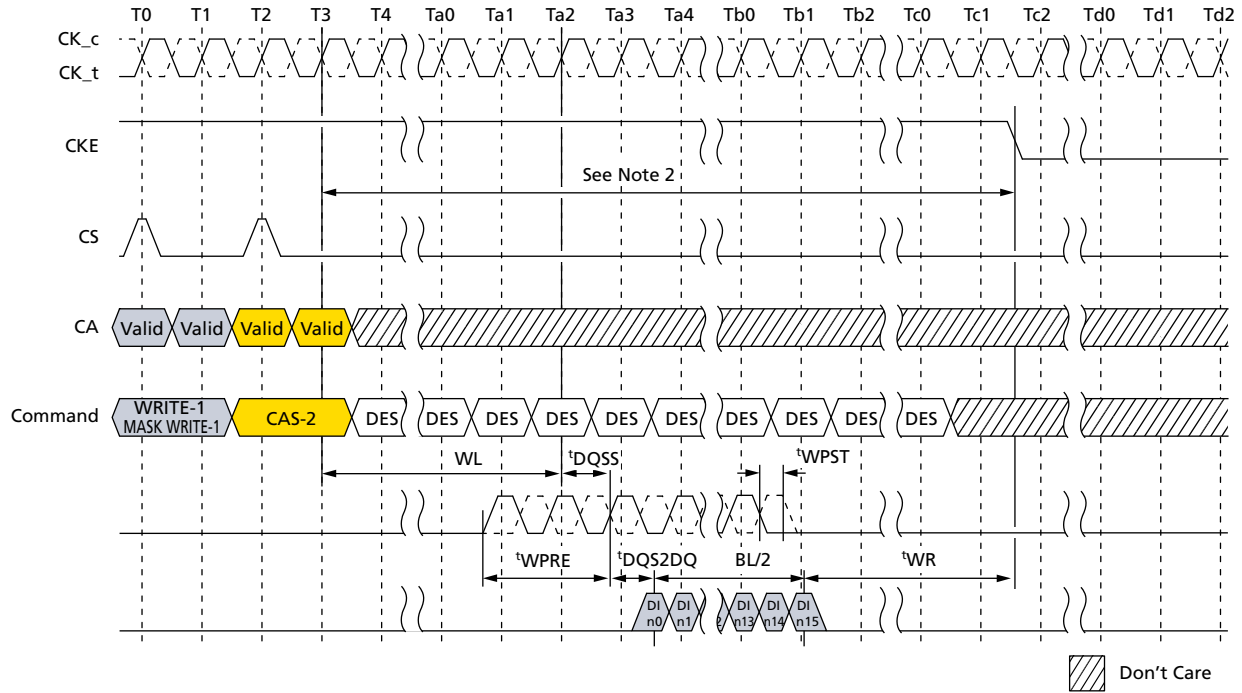 T0 T1 T2 T3 T4 Ta0 Ta1 Ta2 Ta3 Ta4 Tb0 Tb1 Tb2 Tc0 Tc1 Tc2 Td0 Td1 Td2
CK_c
CK_t
CKE
See Note 2
CS
CA Valid Valid Valid Valid
Command WRITE-1 MASK WRITE-1 CAS-2 DES DES DES DES DES DES DES DES DES DES
WL tDQSS tWPST
tWPRE tDQS2DQ BL/2 tWR
DI n0 DI n1 2 DI n13 DI n14 DI n15
Don't Care